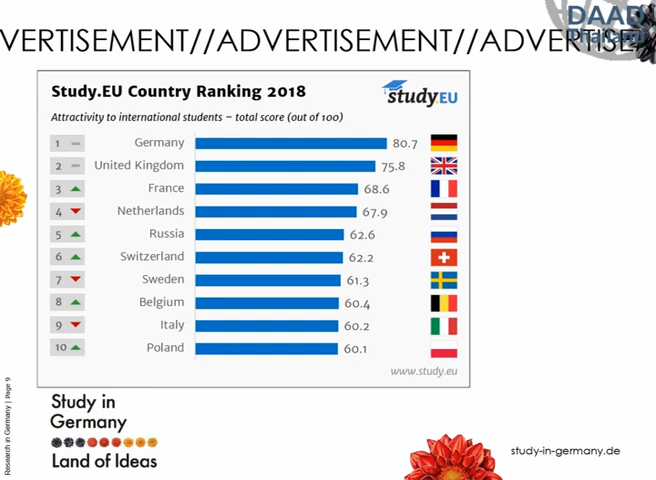 DAAD
Thailand
VERTISEMENT//ADVERTISEMENT//ADVERTISE
Study.EU Country Ranking 2018
study.EU
Attractivity to international students – total score (out of 100)
1 Germany 80.7
2 United Kingdom 75.8
3 France 68.6
4 Netherlands 67.9
5 Russia 62.6
6 Switzerland 62.2
7 Sweden 61.3
8 Belgium 60.4
9 Italy 60.2
10 Poland 60.1
www.study.eu
Study in
Germany
Land of Ideas
study-in-germany.de
Research in Germany | Page 9